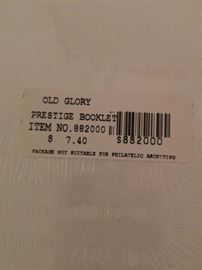 OLD GLORY
PRESTIGE BOOKLET
ITEM NO.882000
$ 7.40
S882000
PACKAGE NOT SUITABLE FOR PHILATELIC ARCHIVING